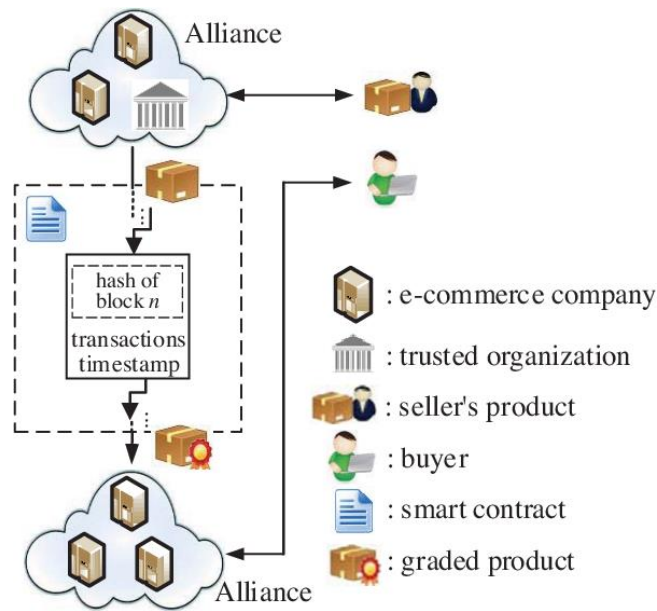 Alliance
hash of
block n
transactions
timestamp
: e-commerce company
: trusted organization
: seller's product
: buyer
: smart contract
: graded product
Alliance